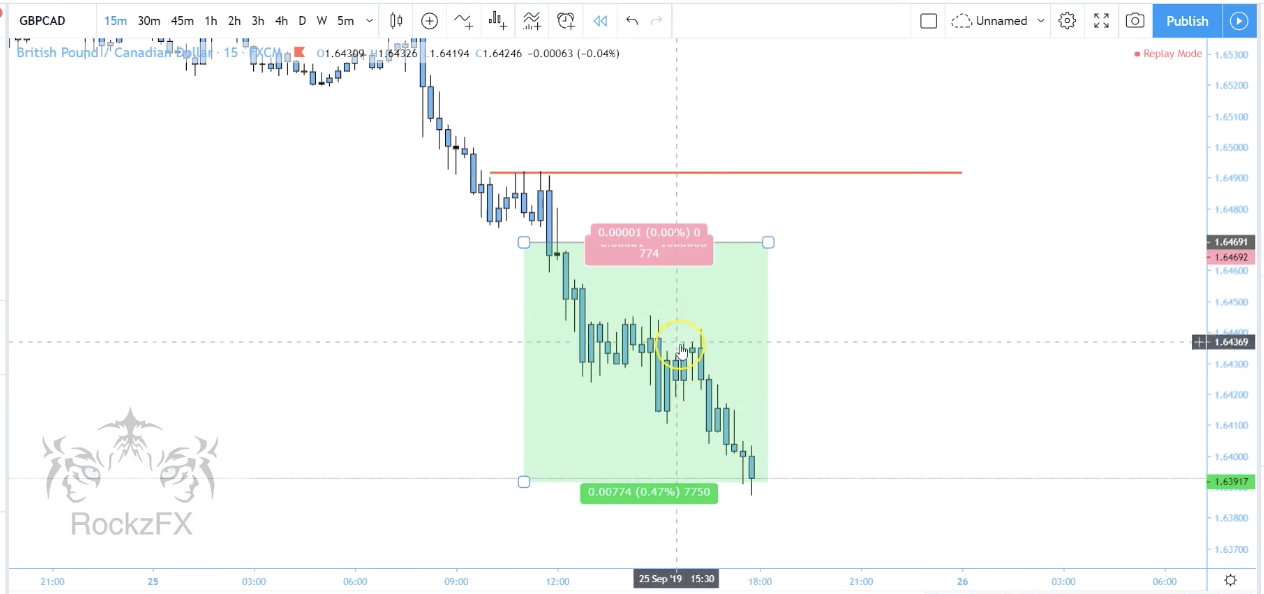 GBPCAD 15m 30m 45m 1h 2h 3h 4h D W 5m Unnamed Publish
British Pound / Canadian Dollar · 15 · FXCM O1.64309 H1.64326 L1.64194 C1.64246 -0.00063 (-0.04%)
Replay Mode
1.65300
1.65200
1.65100
1.65000
1.64900
1.64800
0.00001 (0.00%) 0
774
1.64691
1.64692
1.64600
1.64500
1.64400
1.64369
1.64300
1.64200
1.64100
1.64000
0.00774 (0.47%) 7750
1.63917
1.63800
1.63700
RockzFX
21:00 25 03:00 06:00 09:00 12:00 25 Sep '19 15:30 18:00 21:00 26 03:00 06:00